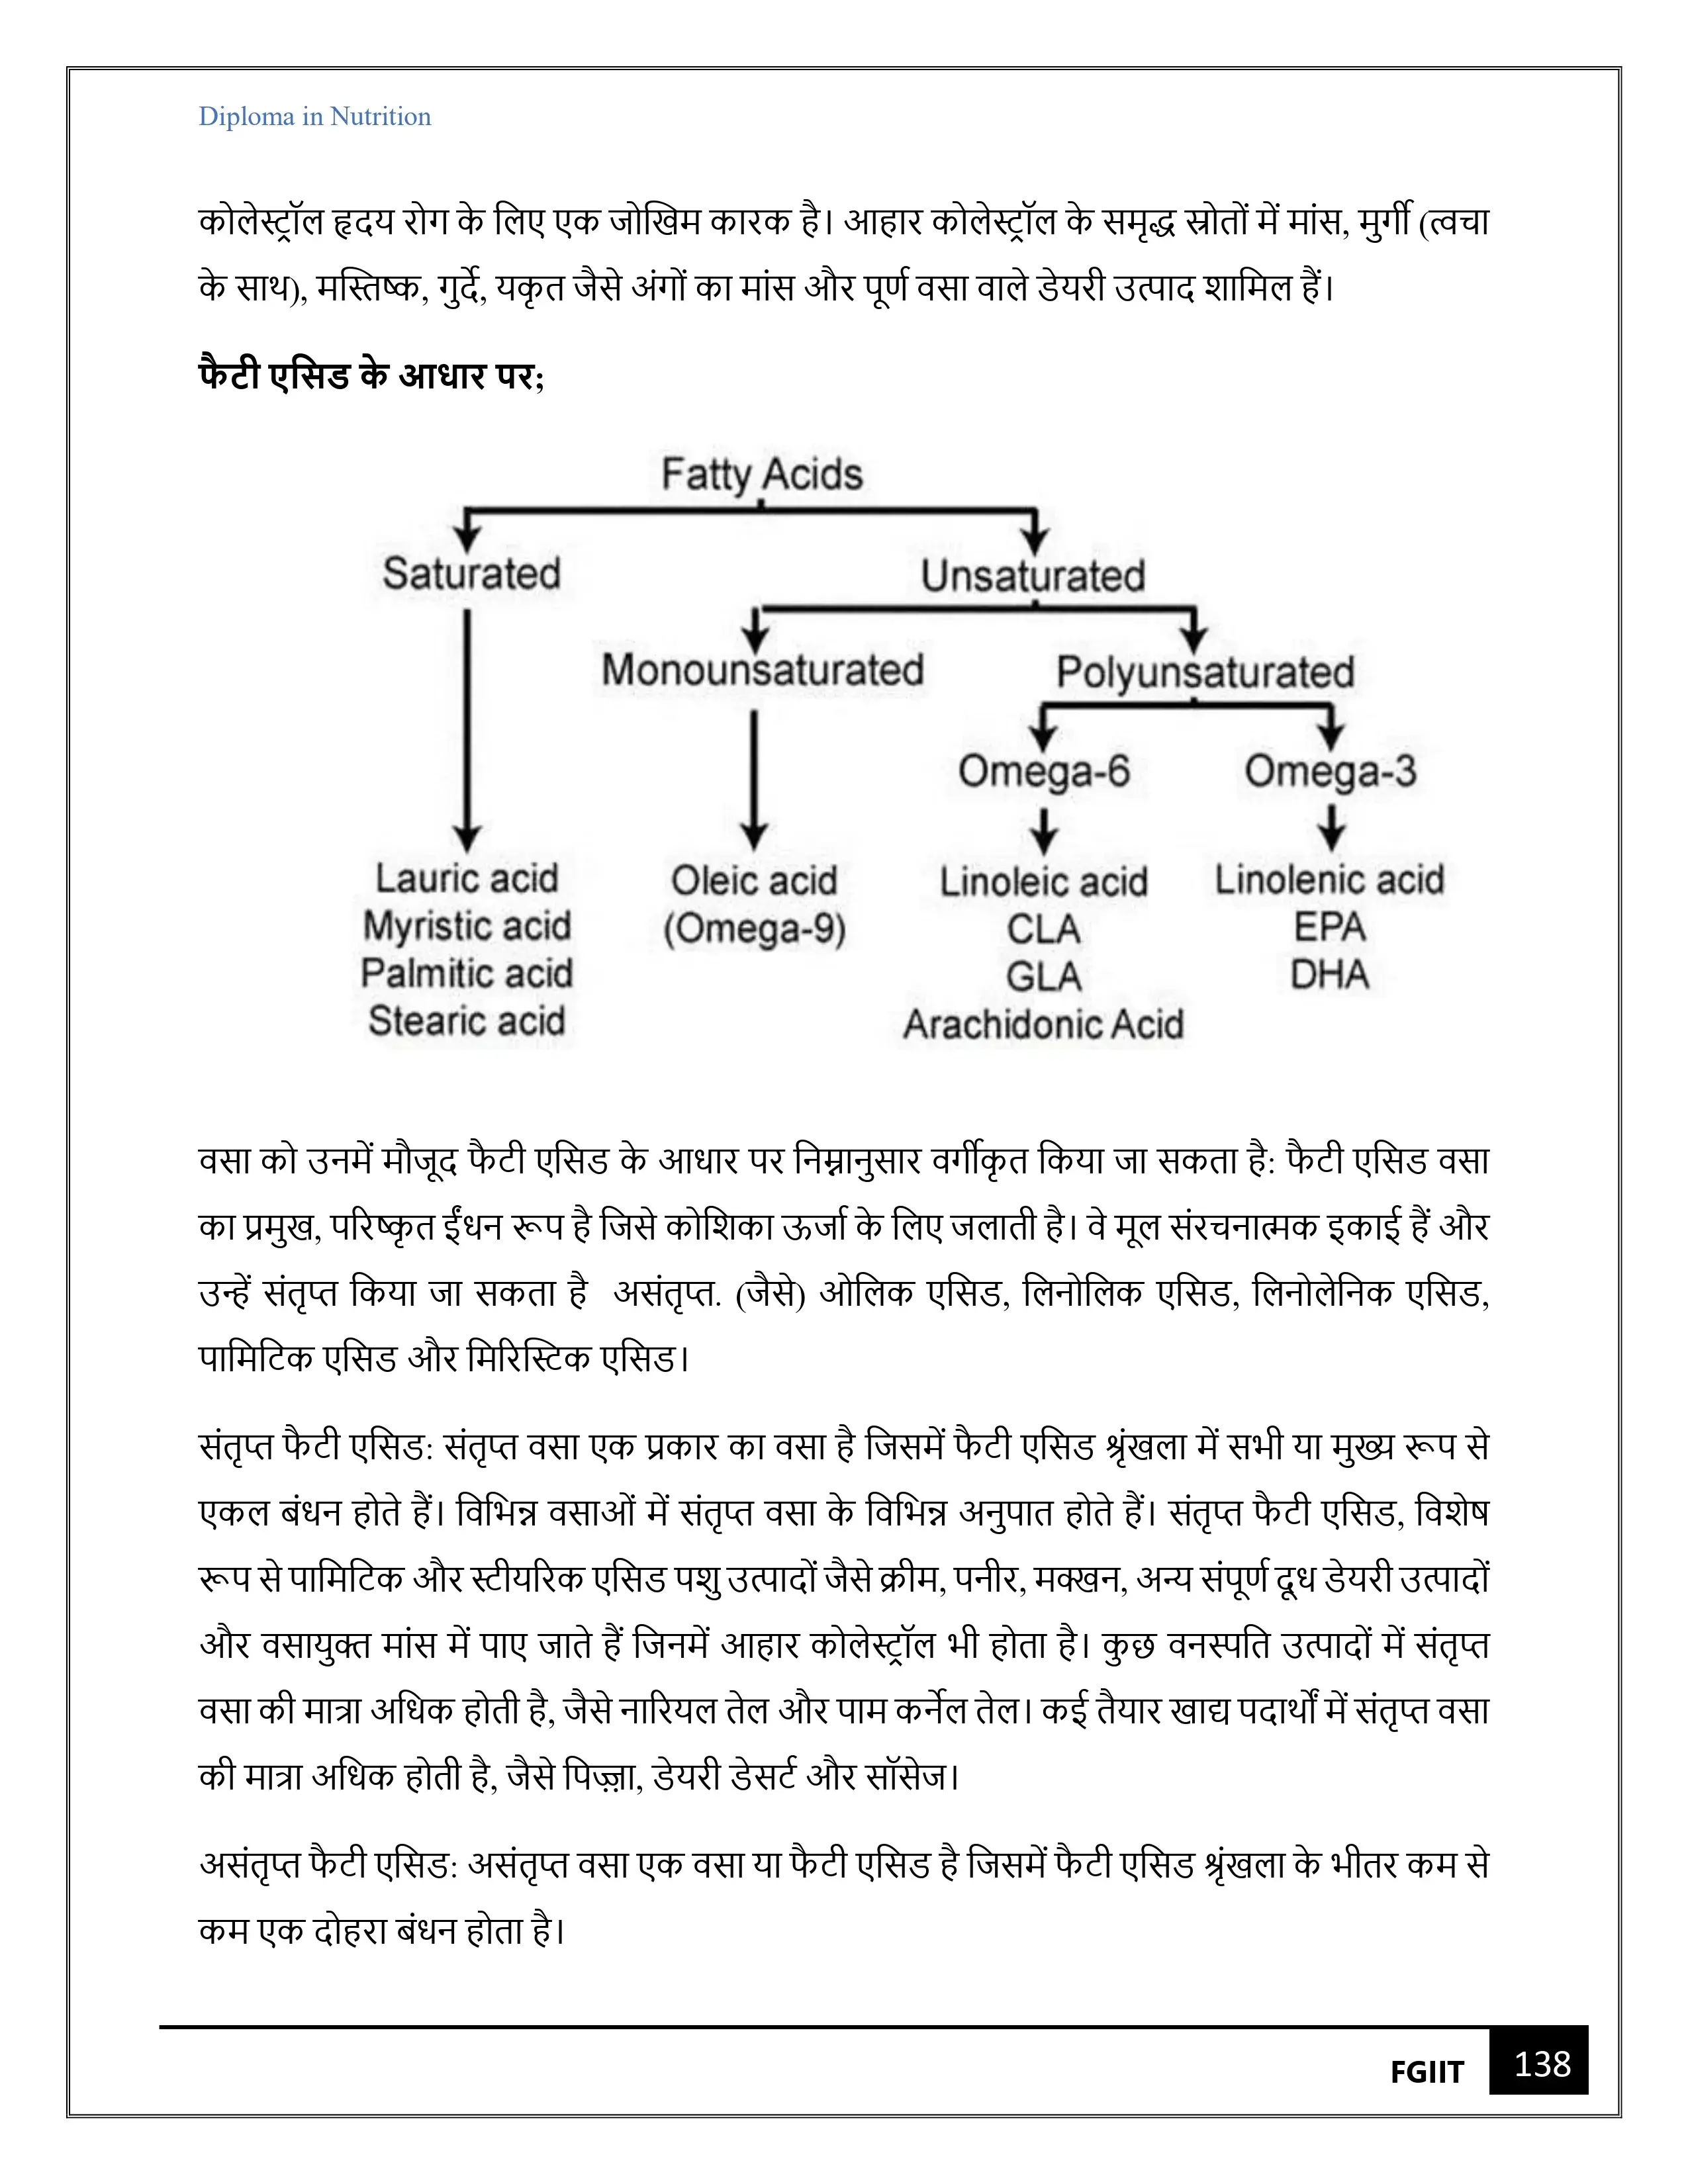 Diploma in Nutrition
कोलेस्ट्रॉल हृदय रोग के लिए एक जोखिम कारक है। आहार कोलेस्ट्रॉल के समृद्ध स्रोतों में मांस, मुर्गी (त्वचा
के साथ), मस्तिष्क, गुर्दे, यकृत जैसे अंगों का मांस और पूर्ण वसा वाले डेयरी उत्पाद शामिल हैं।
फैटी एसिड के आधार पर;
Fatty Acids
Saturated Unsaturated
Monounsaturated Polyunsaturated
Omega-6 Omega-3
Lauric acid Oleic acid Linoleic acid Linolenic acid
Myristic acid (Omega-9) CLA EPA
Palmitic acid GLA DHA
Stearic acid Arachidonic Acid
वसा को उनमें मौजूद फैटी एसिड के आधार पर निम्नानुसार वर्गीकृत किया जा सकता है: फैटी एसिड वसा
का प्रमुख, परिष्कृत ईंधन रूप है जिसे कोशिका ऊर्जा के लिए जलाती है। वे मूल संरचनात्मक इकाई हैं और
उन्हें संतृप्त किया जा सकता है असंतृप्त. (जैसे) ओलिक एसिड, लिनोलिक एसिड, लिनोलेनिक एसिड,
पामिटिक एसिड और मिरिस्टिक एसिड।
संतृप्त फैटी एसिड: संतृप्त वसा एक प्रकार का वसा है जिसमें फैटी एसिड श्रृंखला में सभी या मुख्य रूप से
एकल बंधन होते हैं। विभिन्न वसाओं में संतृप्त वसा के विभिन्न अनुपात होते हैं। संतृप्त फैटी एसिड, विशेष
रूप से पामिटिक और स्टीयरिक एसिड पशु उत्पादों जैसे क्रीम, पनीर, मक्खन, अन्य संपूर्ण दूध डेयरी उत्पादों
और वसायुक्त मांस में पाए जाते हैं जिनमें आहार कोलेस्ट्रॉल भी होता है। कुछ वनस्पति उत्पादों में संतृप्त
वसा की मात्रा अधिक होती है, जैसे नारियल तेल और पाम कर्नेल तेल। कई तैयार खाद्य पदार्थों में संतृप्त वसा
की मात्रा अधिक होती है, जैसे पिज़्ज़ा, डेयरी डेसर्ट और सॉसेज।
असंतृप्त फैटी एसिड: असंतृप्त वसा एक वसा या फैटी एसिड है जिसमें फैटी एसिड श्रृंखला के भीतर कम से
कम एक दोहरा बंधन होता है।
FGIIT 138